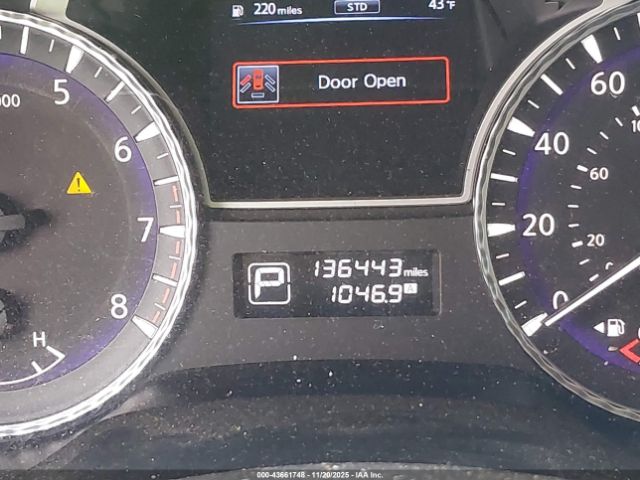 220 miles STD 43 °F
Door Open
000 5
6
7
8
H
P
136443 miles
1046.9 A
60
40
20
0
60
20
000-43661748 - 11/20/2025 - IAA Inc.